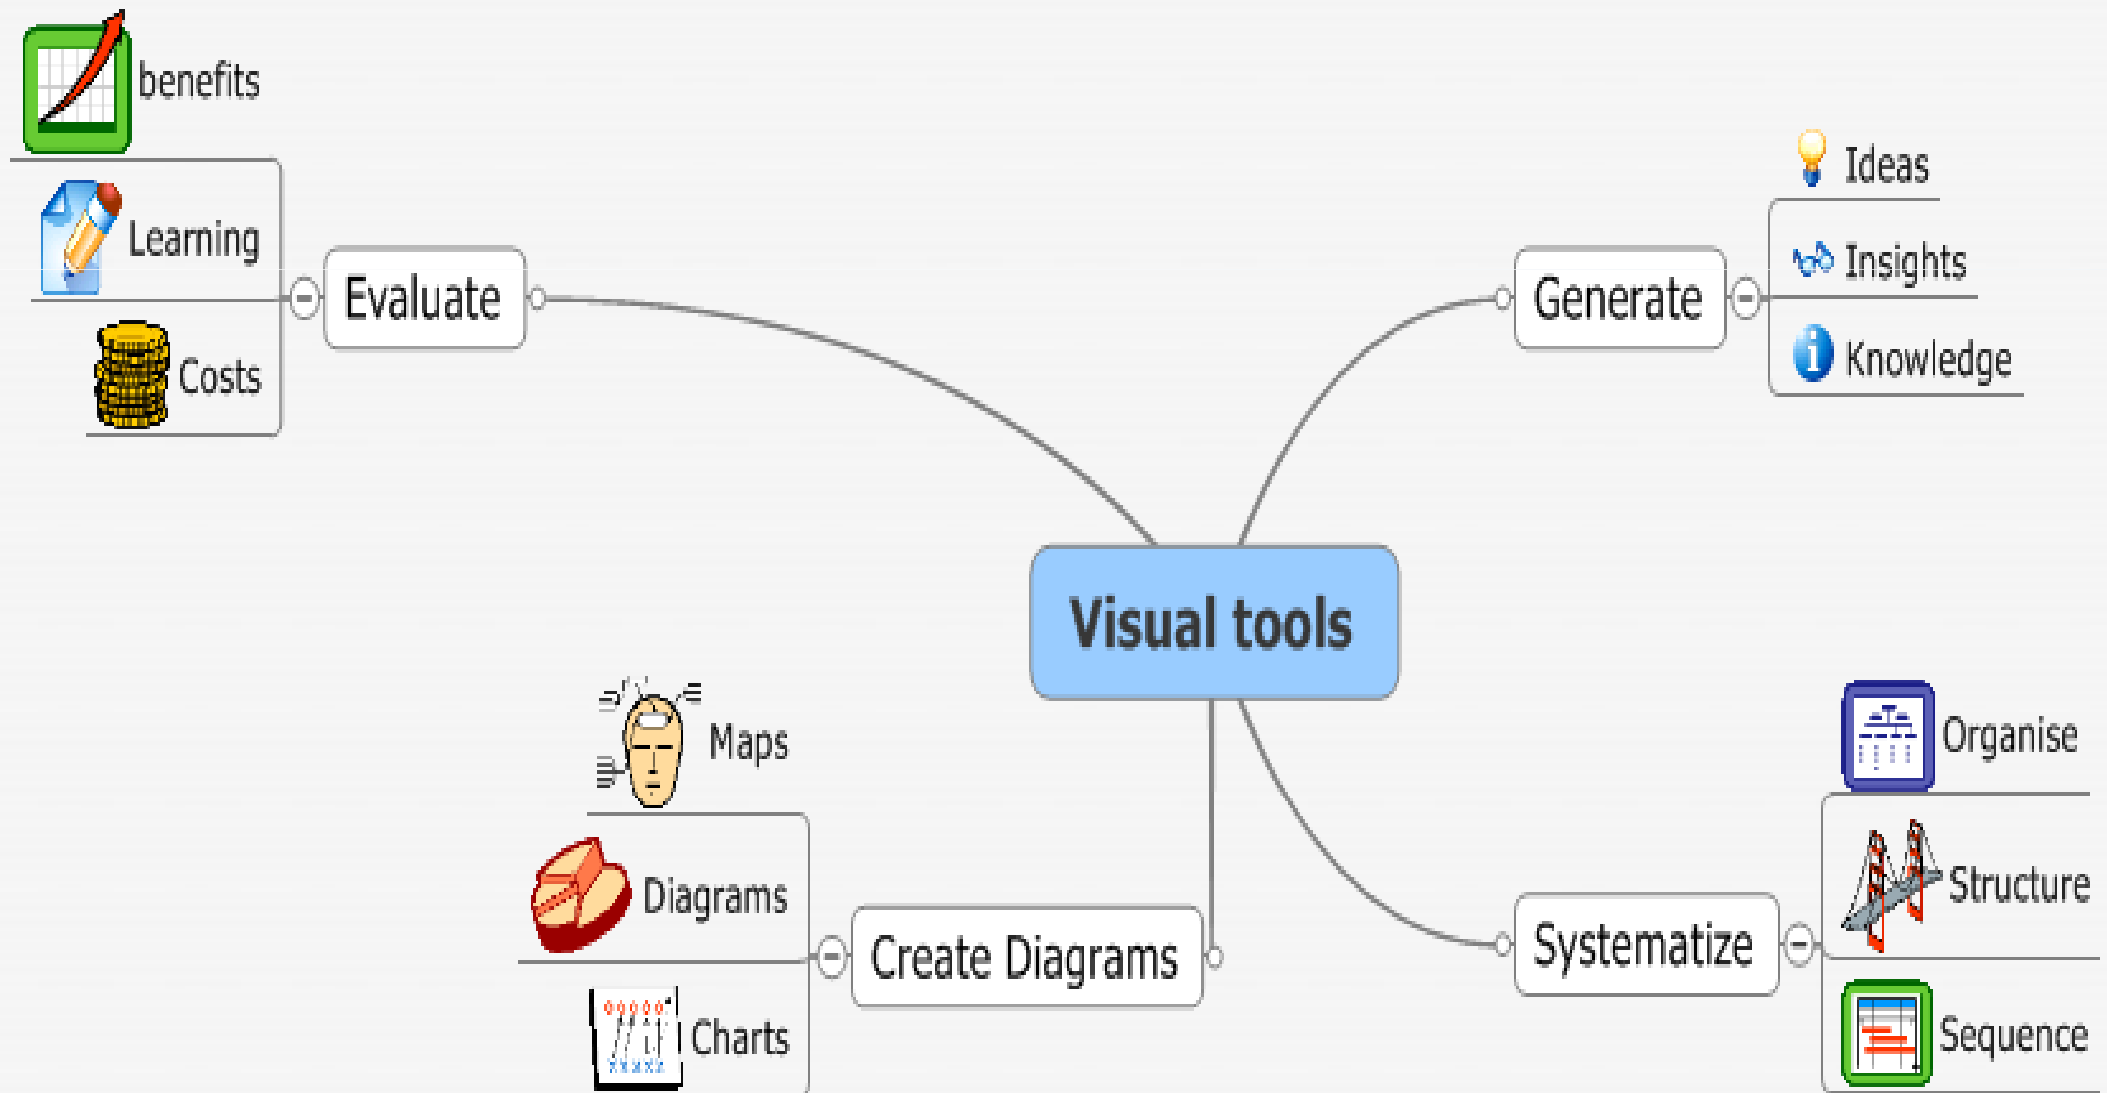 benefits
Learning
Costs
Evaluate
Generate
Ideas
Insights
Knowledge
Visual tools
Maps
Diagrams
Charts
Create Diagrams
Systematize
Organise
Structure
Sequence